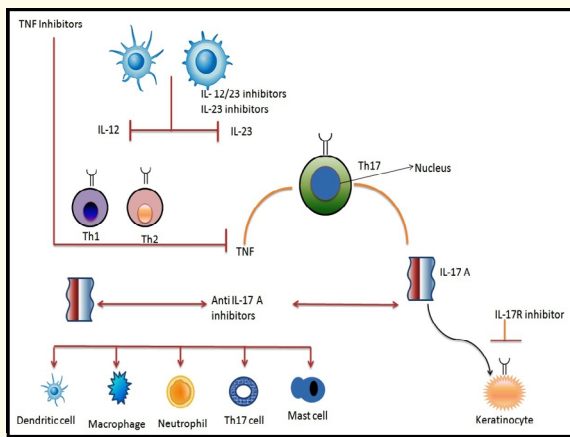 TNF Inhibitors
IL- 12/23 inhibitors
IL-23 inhibitors
IL-12
IL-23
Th17
Nucleus
Th1
Th2
TNF
IL-17 A
Anti IL-17 A
inhibitors
IL-17R inhibitor
Dendritic cell
Macrophage
Neutrophil
Th17 cell
Mast cell
Keratinocyte